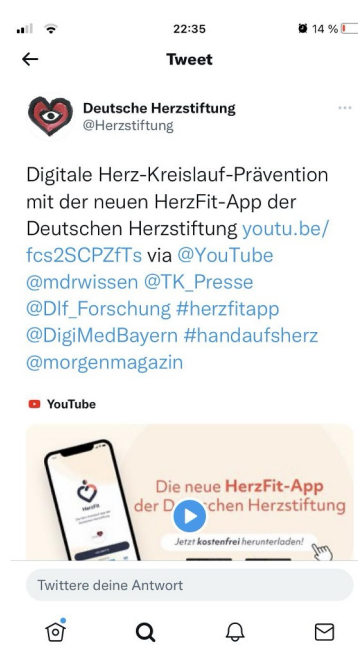 22:35
14 %
Tweet
Deutsche Herzstiftung
@Herzstiftung
Digitale Herz-Kreislauf-Prävention
mit der neuen HerzFit-App der
Deutschen Herzstiftung youtu.be/
fcs2SCPZfTs via @YouTube
@mdrwissen @TK_Presse
@Dlf_Forschung #herzfitapp
@DigiMedBayern #handaufsherz
@morgenmagazin
YouTube
HerzFit
Die neue HerzFit-App
der D chen Herzstiftung
Jetzt kostenfrei herunterladen!
Twittere deine Antwort